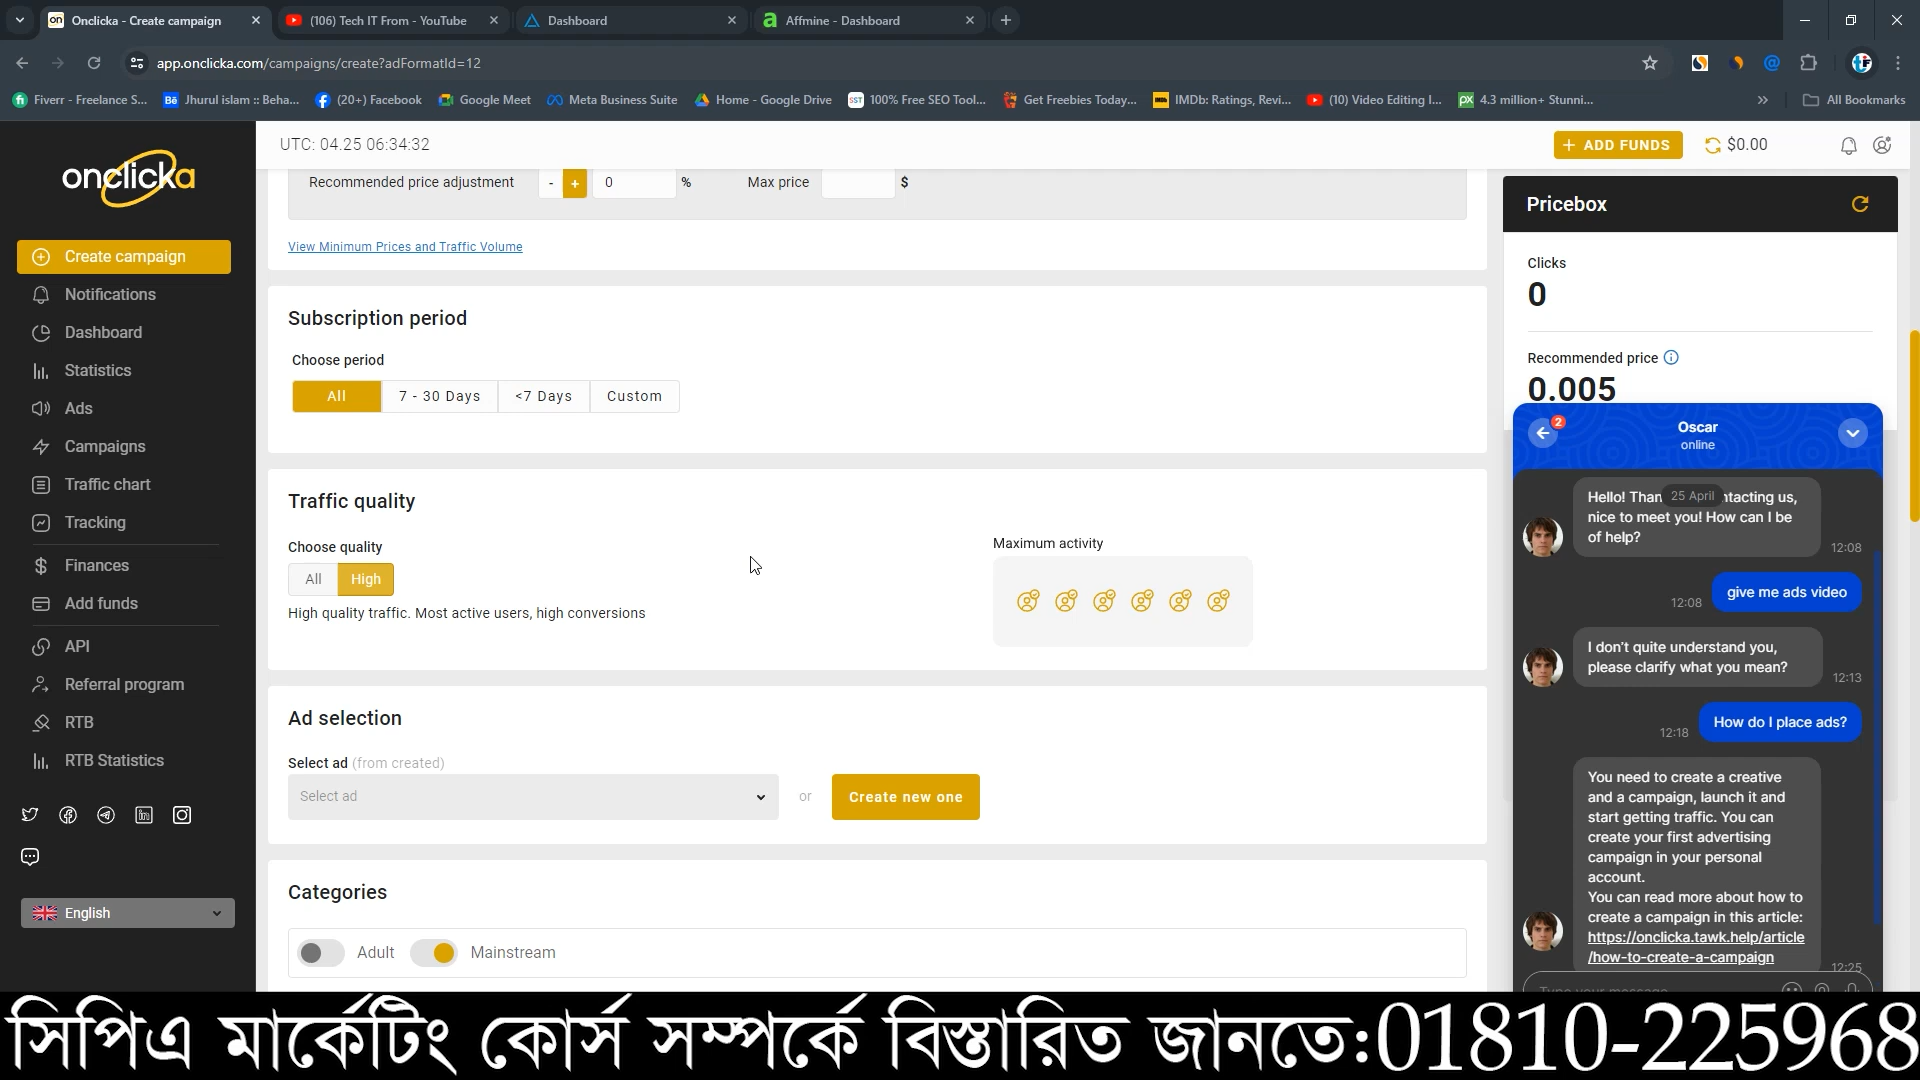 Onclicka - Create campaign
(106) Tech IT From - YouTube
Dashboard
Affmine - Dashboard
app.onclicka.com/campaigns/create?adFormatId=12
Fiverr - Freelance S...
Jhurul islam :: Beha...
(20+) Facebook
Google Meet
Meta Business Suite
Home - Google Drive
100% Free SEO Tool...
Get Freebies Today...
IMDb: Ratings, Revi...
(10) Video Editing I...
4.3 million+ Stunni...
All Bookmarks
onclicka
Create campaign
Notifications
Dashboard
Statistics
Ads
Campaigns
Traffic chart
Tracking
Finances
Add funds
API
Referral program
RTB
RTB Statistics
English
UTC: 04.25 06:34:32
+ ADD FUNDS
$0.00
Recommended price adjustment - + 0 % Max price $
View Minimum Prices and Traffic Volume
Subscription period
Choose period
All 7 - 30 Days <7 Days Custom
Traffic quality
Choose quality
All High
High quality traffic. Most active users, high conversions
Maximum activity
Ad selection
Select ad (from created)
Select ad
or
Create new one
Categories
Adult Mainstream
Pricebox
Clicks
0
Recommended price
0.005
2
Oscar
online
25 April
Hello! Than ntacting us,
nice to meet you! How can I be
of help?
12:08
give me ads video
12:08
I don't quite understand you,
please clarify what you mean?
12:13
How do I place ads?
12:18
You need to create a creative
and a campaign, launch it and
start getting traffic. You can
create your first advertising
campaign in your personal
account.
You can read more about how to
create a campaign in this article:
https://onclicka.tawk.help/article
/how-to-create-a-campaign
12:25
সিপিএ মার্কেটিং কোর্স সম্পর্কে বিস্তারিত জানতে:01810-225968